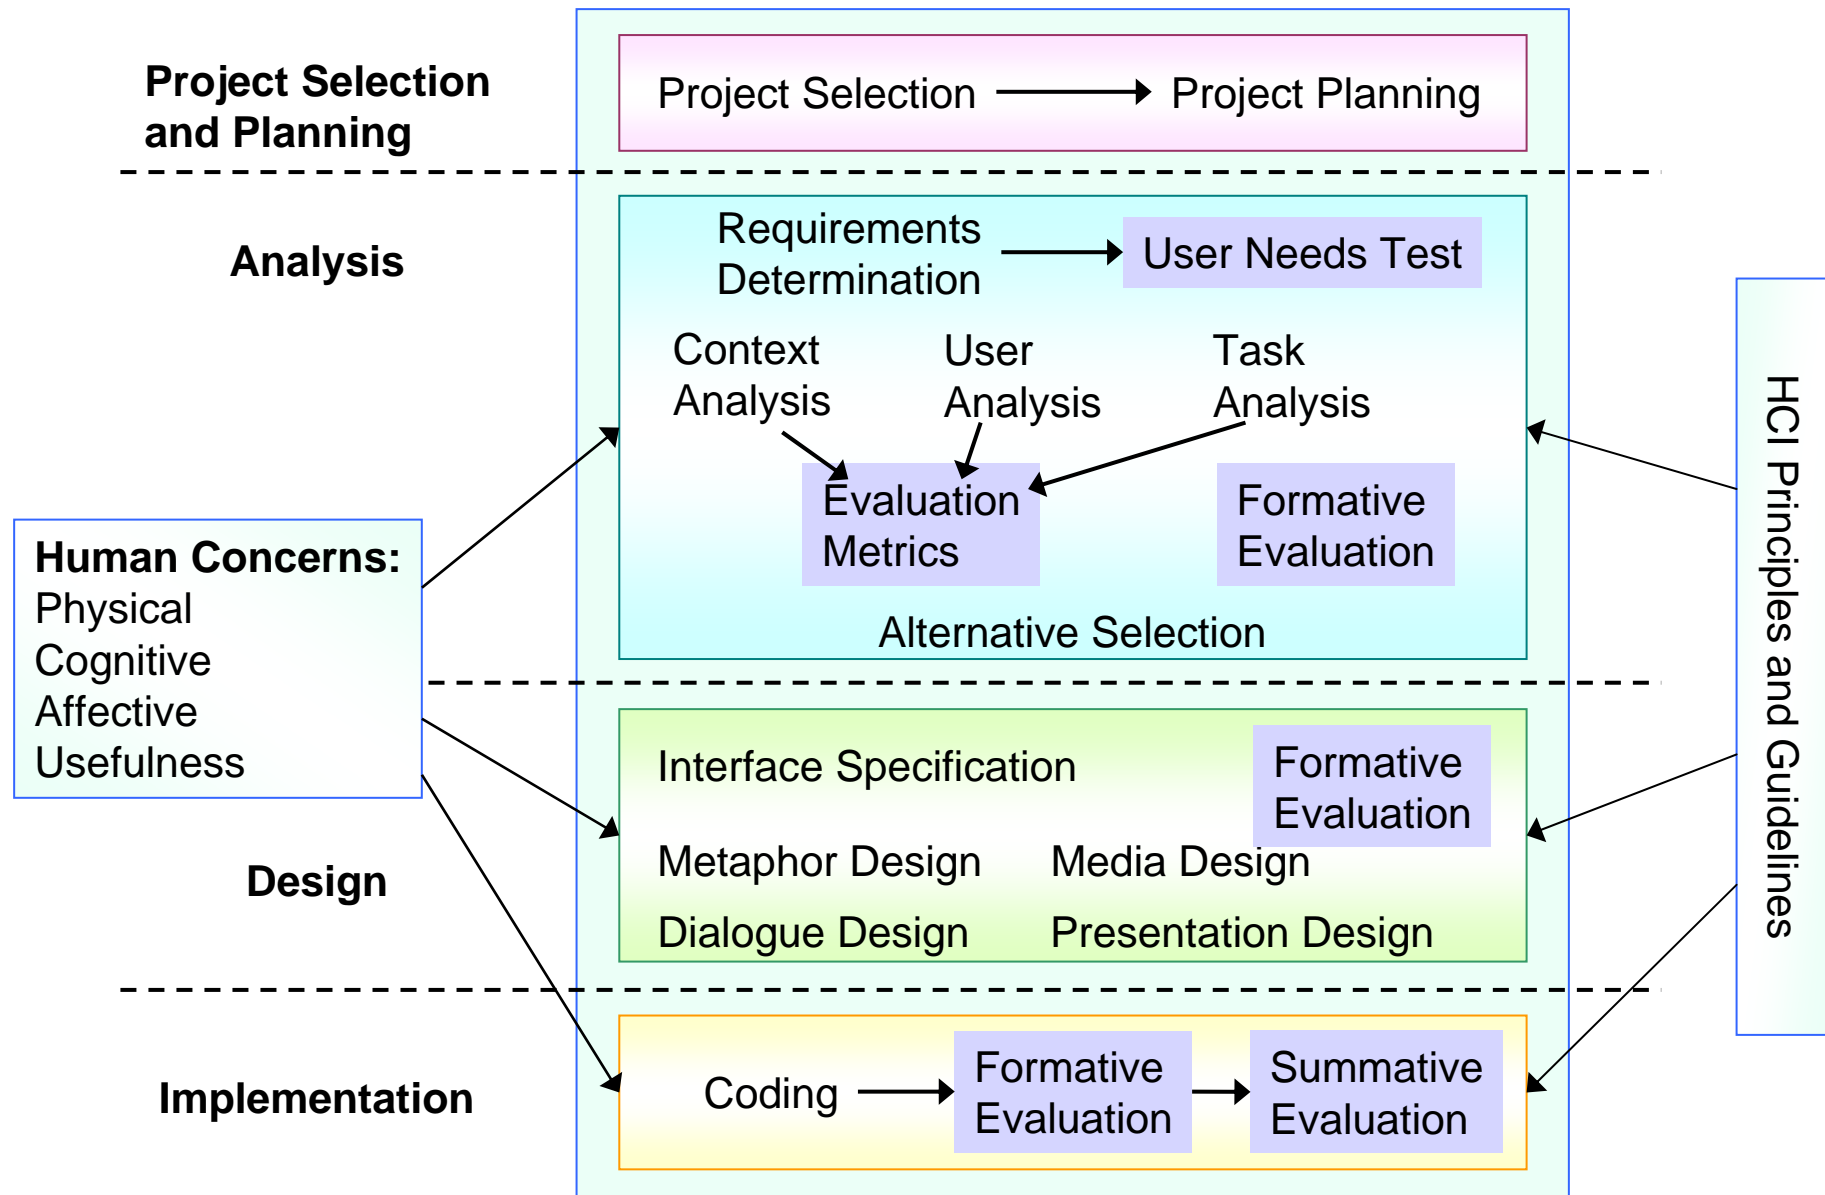 Project Selection
and Planning
Project Selection
Project Planning
Analysis
Requirements
Determination
User Needs Test
Context
Analysis
User
Analysis
Task
Analysis
Evaluation
Metrics
Formative
Evaluation
Alternative Selection
Human Concerns:
Physical
Cognitive
Affective
Usefulness
HCI Principles and Guidelines
Design
Interface Specification
Formative
Evaluation
Metaphor Design
Media Design
Dialogue Design
Presentation Design
Implementation
Coding
Formative
Evaluation
Summative
Evaluation